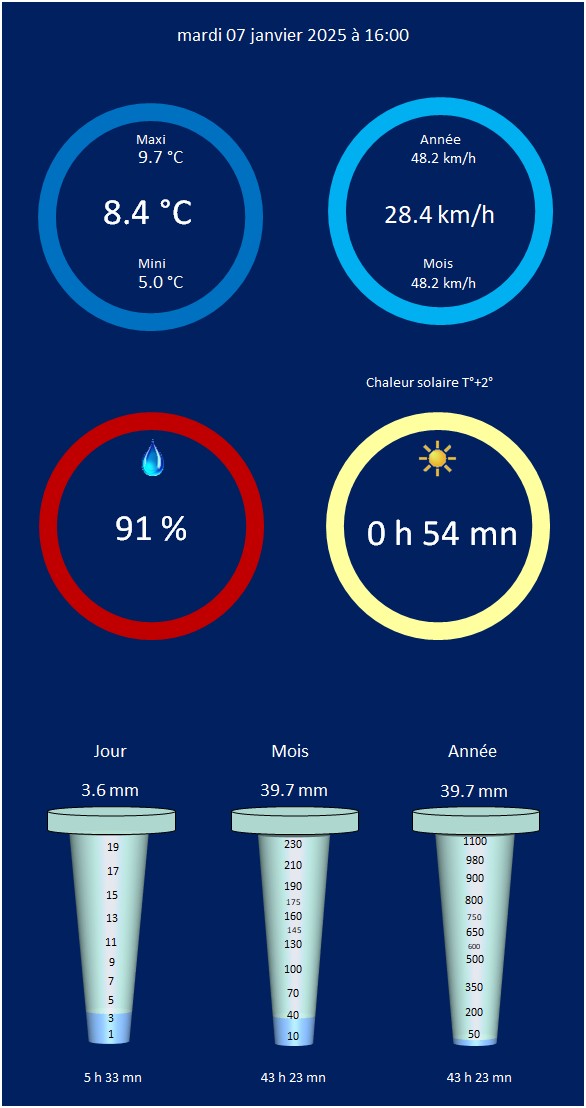 mardi 07 janvier 2025 à 16:00
Maxi
9.7 °C
8.4 °C
Mini
5.0 °C
Année
48.2 km/h
28.4 km/h
Mois
48.2 km/h
Chaleur solaire T°+2°
91 %
0 h 54 mn
Jour
3.6 mm
19
17
15
13
11
9
7
5
3
1
5 h 33 mn
Mois
39.7 mm
230
210
190
175
160
145
130
100
70
40
10
43 h 23 mn
Année
39.7 mm
1100
980
900
800
750
650
600
500
350
200
50
43 h 23 mn